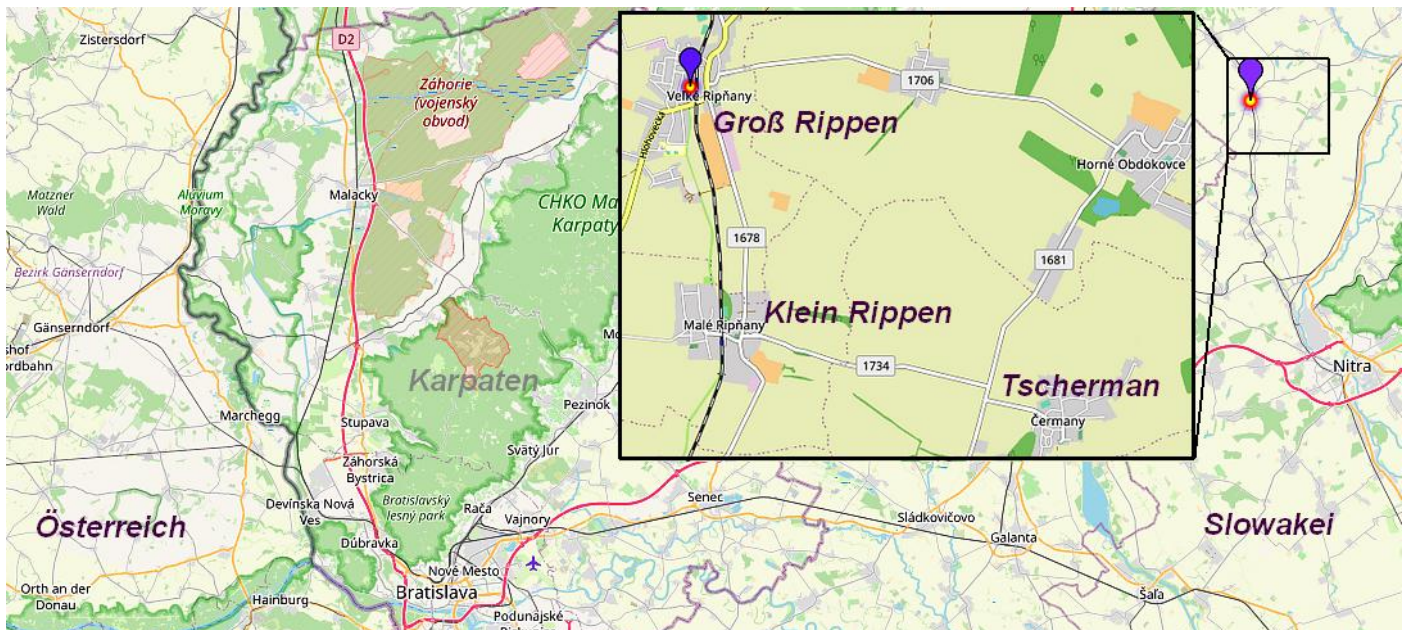 D2
Zistersdorf
Záhorie
(vojenský
obvod)
Matzner
Wald
Aluvium
Moravy
Malacky
CHKO Ma
Karpaty
Bezirk Gänserndorf
Gänserndorf
shof
ordbahn
Karpaten
Marchegg
Stupava
Pezinok
Svätý Jur
Záhorská
Bystrica
Devínska Nová
Ves
Bratislavský
lesný park
Rača
Vajnory
Österreich
Dúbravka
Nové Mesto
Orth an der
Donau
Hainburg
Bratislava
Podunajské
Senec
Sládkovičovo
Galanta
Šaľa
Slowakei
Nitra
Veľké Ripňany
Groß Rippen
Hlohovecká
1706
Horné Obdokovce
1678
1681
Malé Ripňany
Klein Rippen
1734
Tscherman
Čermany